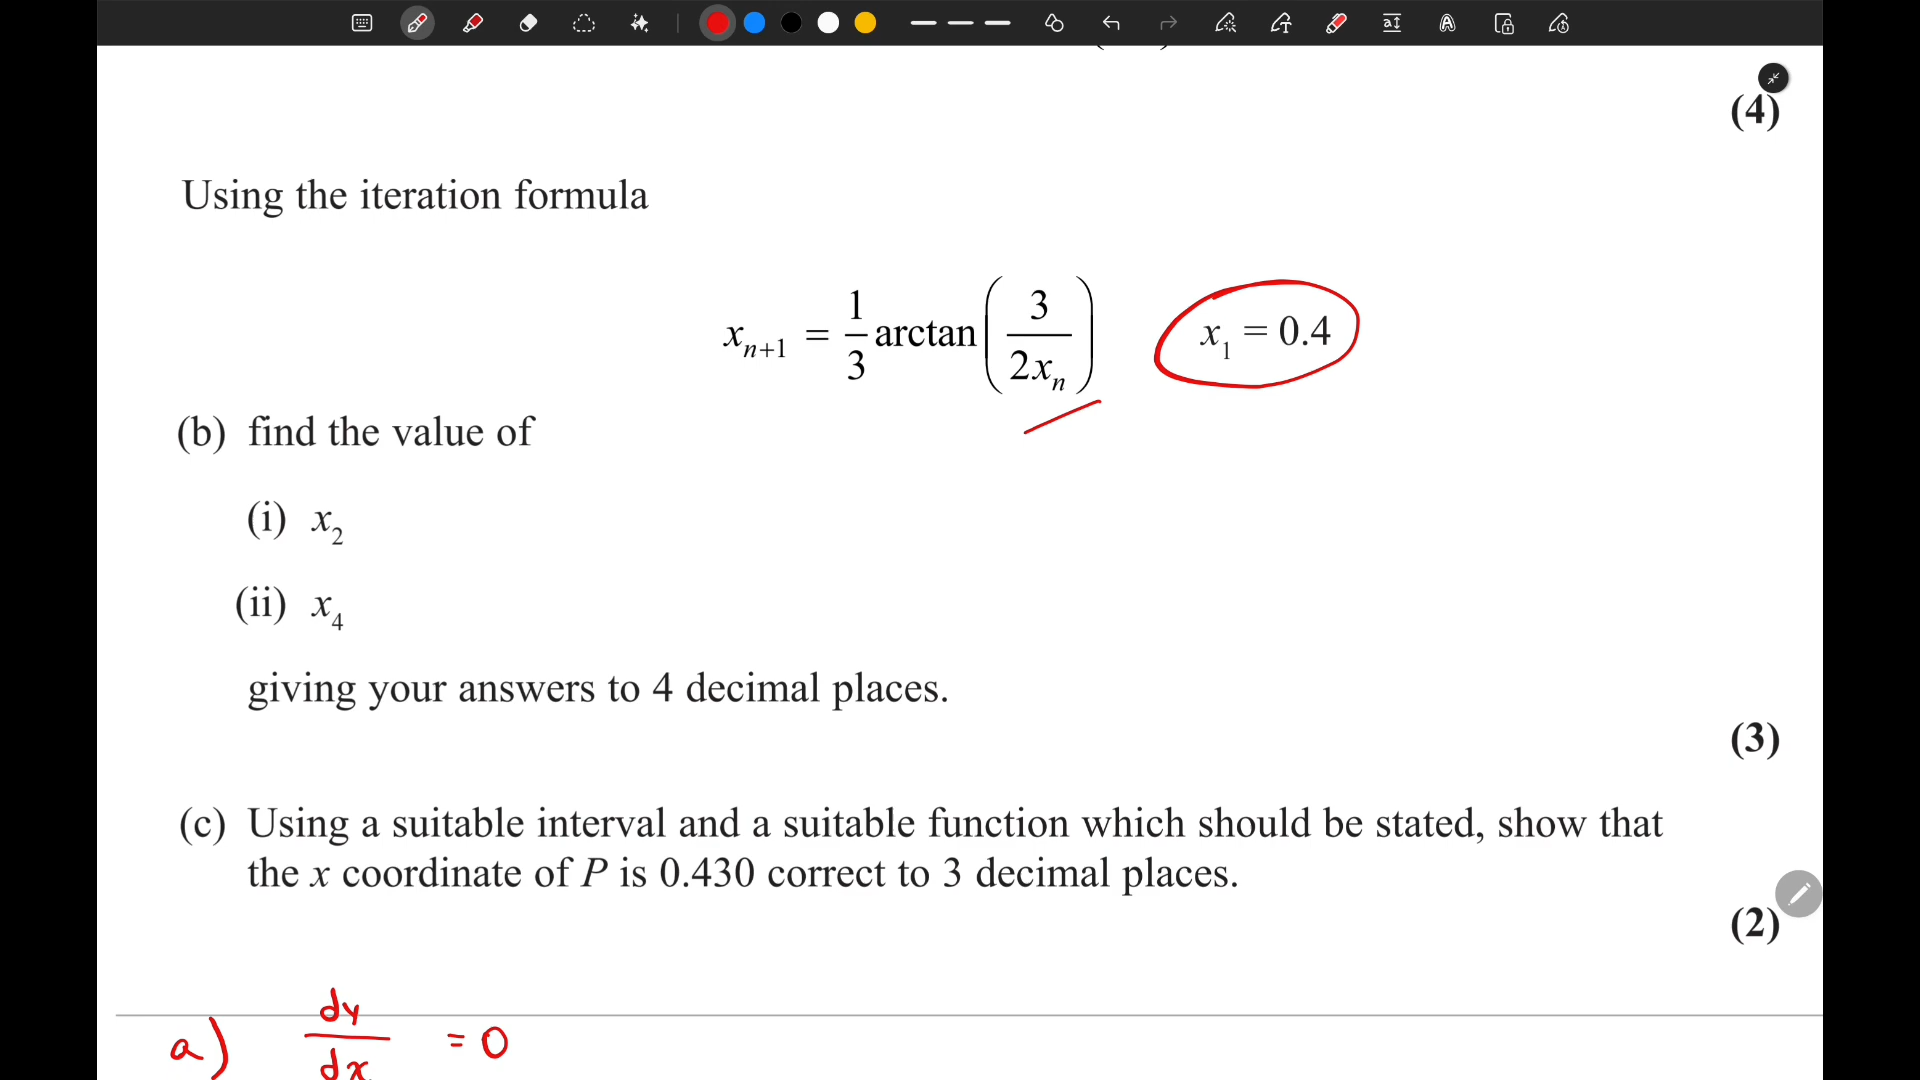 (4)
Using the iteration formula
x_{n+1} = \frac{1}{3} arctan(\frac{3}{2x_n}) x_1 = 0.4
(b) find the value of
(i) x_2
(ii) x_4
giving your answers to 4 decimal places.
(3)
(c) Using a suitable interval and a suitable function which should be stated, show that
the x coordinate of P is 0.430 correct to 3 decimal places.
(2)
a) \frac{dy}{dx} = 0